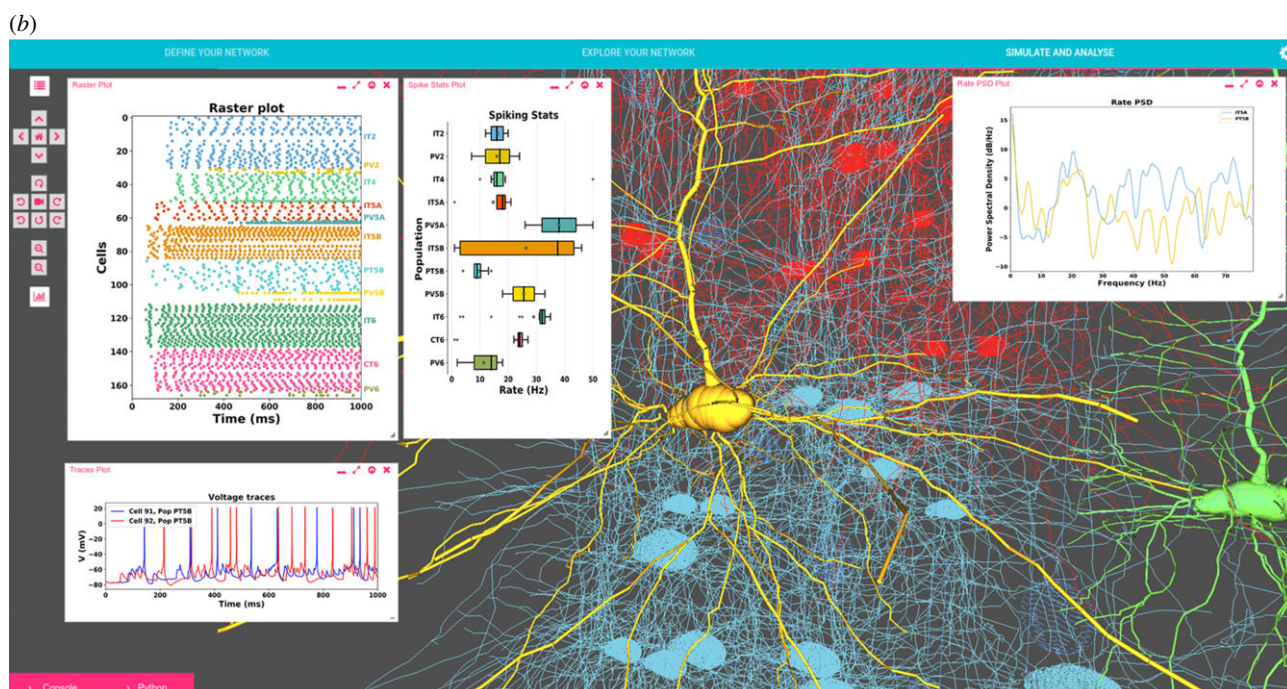 (b)
DEFINE YOUR NETWORK
EXPLORE YOUR NETWORK
SIMULATE AND ANALYSE
Raster Plot
Raster plot
0
20
40
60
80
100
120
140
160
Cells
IT2
PV2
IT4
IT5A
PV5A
IT5B
PT5B
PV5B
IT6
CT6
PV6
0 200 400 600 800 1000
Time (ms)
Spike Stats Plot
Spiking Stats
Population
IT2
PV2
IT4
IT5A
PV5A
IT5B
PT5B
PV5B
IT6
CT6
PV6
0 10 20 30 40 50
Rate (Hz)
Rate PSD Plot
Rate PSD
IT5A
PT5B
Power Spectral Density (dB/Hz)
15
10
5
0
−5
−10
0 10 20 30 40 50 60 70
Frequency (Hz)
Traces Plot
Voltage traces
Cell 91, Pop PT5B
Cell 92, Pop PT5B
V (mV)
20
0
−20
−40
−60
−80
0 200 400 600 800 1000
Time (ms)
Console
Python